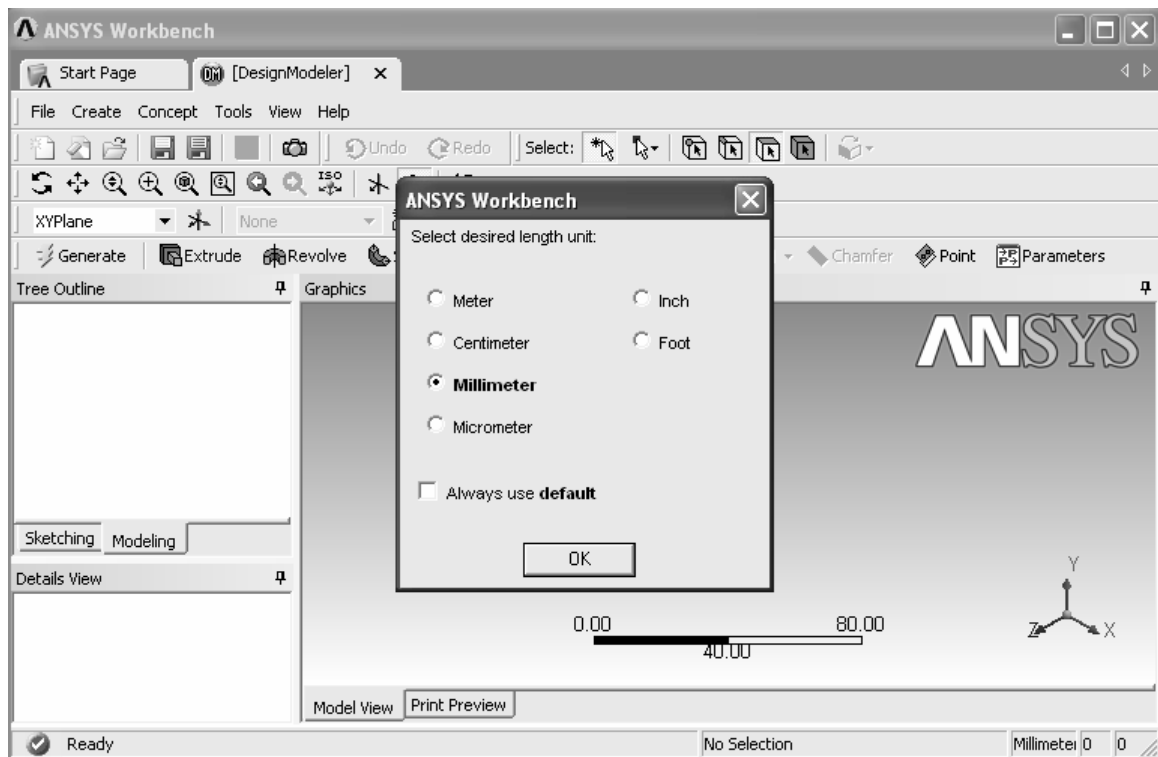 ANSYS Workbench
Start Page [DesignModeler]
File Create Concept Tools View Help
Undo Redo Select:
ISO
XYPlane None
Generate Extrude Revolve Chamfer Point Parameters
Tree Outline Graphics
ANSYS Workbench
Select desired length unit:
Meter Inch
Centimeter Foot
Millimeter
Micrometer
Always use default
OK
ANSYS
Sketching Modeling
Details View
Y
Z X
0.00 80.00
40.00
Model View Print Preview
Ready No Selection Millimeter 0 0